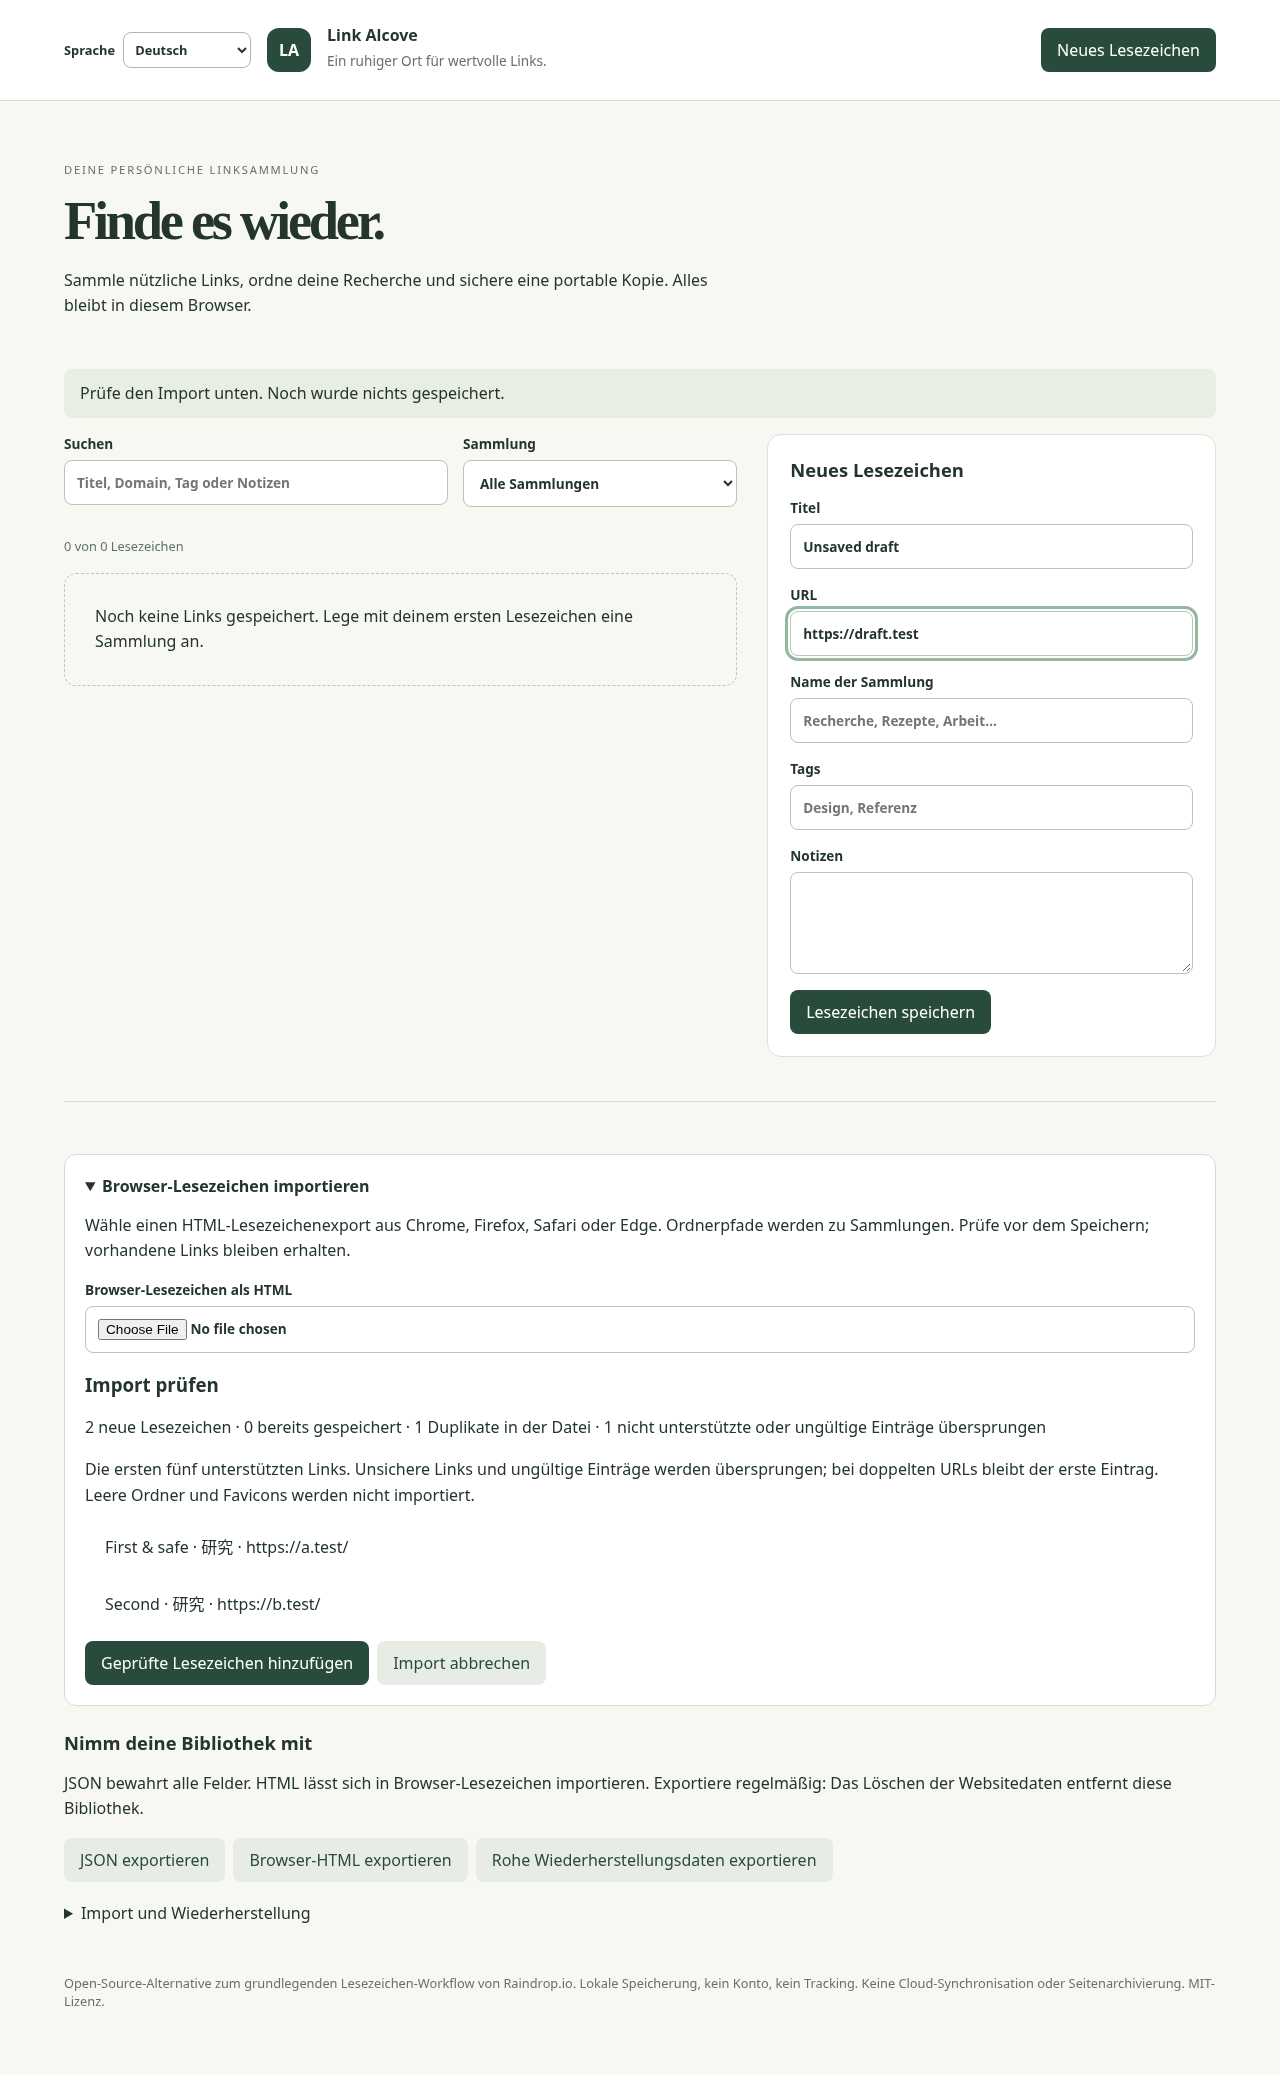 Sprache
Deutsch
LA
Link Alcove
Ein ruhiger Ort für wertvolle Links.
Neues Lesezeichen
DEINE PERSÖNLICHE LINKSAMMLUNG
Finde es wieder.
Sammle nützliche Links, ordne deine Recherche und sichere eine portable Kopie. Alles
bleibt in diesem Browser.
Prüfe den Import unten. Noch wurde nichts gespeichert.
Suchen
Titel, Domain, Tag oder Notizen
Sammlung
Alle Sammlungen
0 von 0 Lesezeichen
Noch keine Links gespeichert. Lege mit deinem ersten Lesezeichen eine
Sammlung an.
Neues Lesezeichen
Titel
Unsaved draft
URL
https://draft.test
Name der Sammlung
Recherche, Rezepte, Arbeit...
Tags
Design, Referenz
Notizen
Lesezeichen speichern
▼ Browser-Lesezeichen importieren
Wähle einen HTML-Lesezeichenexport aus Chrome, Firefox, Safari oder Edge. Ordnerpfade werden zu Sammlungen. Prüfe vor dem Speichern;
vorhandene Links bleiben erhalten.
Browser-Lesezeichen als HTML
Choose File No file chosen
Import prüfen
2 neue Lesezeichen · 0 bereits gespeichert · 1 Duplikate in der Datei · 1 nicht unterstützte oder ungültige Einträge übersprungen
Die ersten fünf unterstützten Links. Unsichere Links und ungültige Einträge werden übersprungen; bei doppelten URLs bleibt der erste Eintrag.
Leere Ordner und Favicons werden nicht importiert.
First & safe · 研究 · https://a.test/
Second · 研究 · https://b.test/
Geprüfte Lesezeichen hinzufügen
Import abbrechen
Nimm deine Bibliothek mit
JSON bewahrt alle Felder. HTML lässt sich in Browser-Lesezeichen importieren. Exportiere regelmäßig: Das Löschen der Websitedaten entfernt diese
Bibliothek.
JSON exportieren
Browser-HTML exportieren
Rohe Wiederherstellungsdaten exportieren
▶ Import und Wiederherstellung
Open-Source-Alternative zum grundlegenden Lesezeichen-Workflow von Raindrop.io. Lokale Speicherung, kein Konto, kein Tracking. Keine Cloud-Synchronisation oder Seitenarchivierung. MIT-
Lizenz.